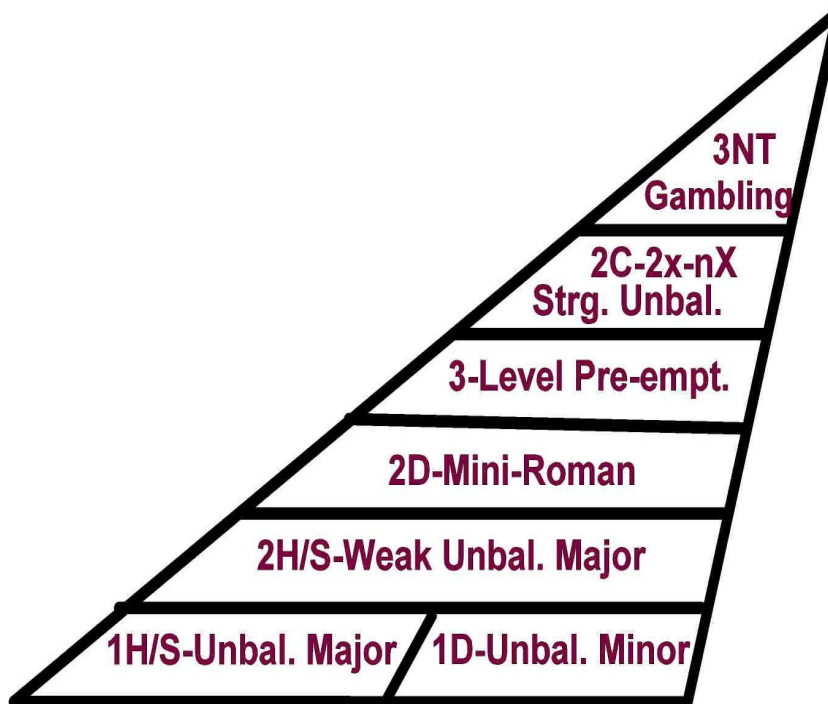 3NT
Gambling
2C-2x-nX
Strg. Unbal.
3-Level Pre-empt.
2D-Mini-Roman
2H/S-Weak Unbal. Major
1H/S-Unbal. Major
1D-Unbal. Minor